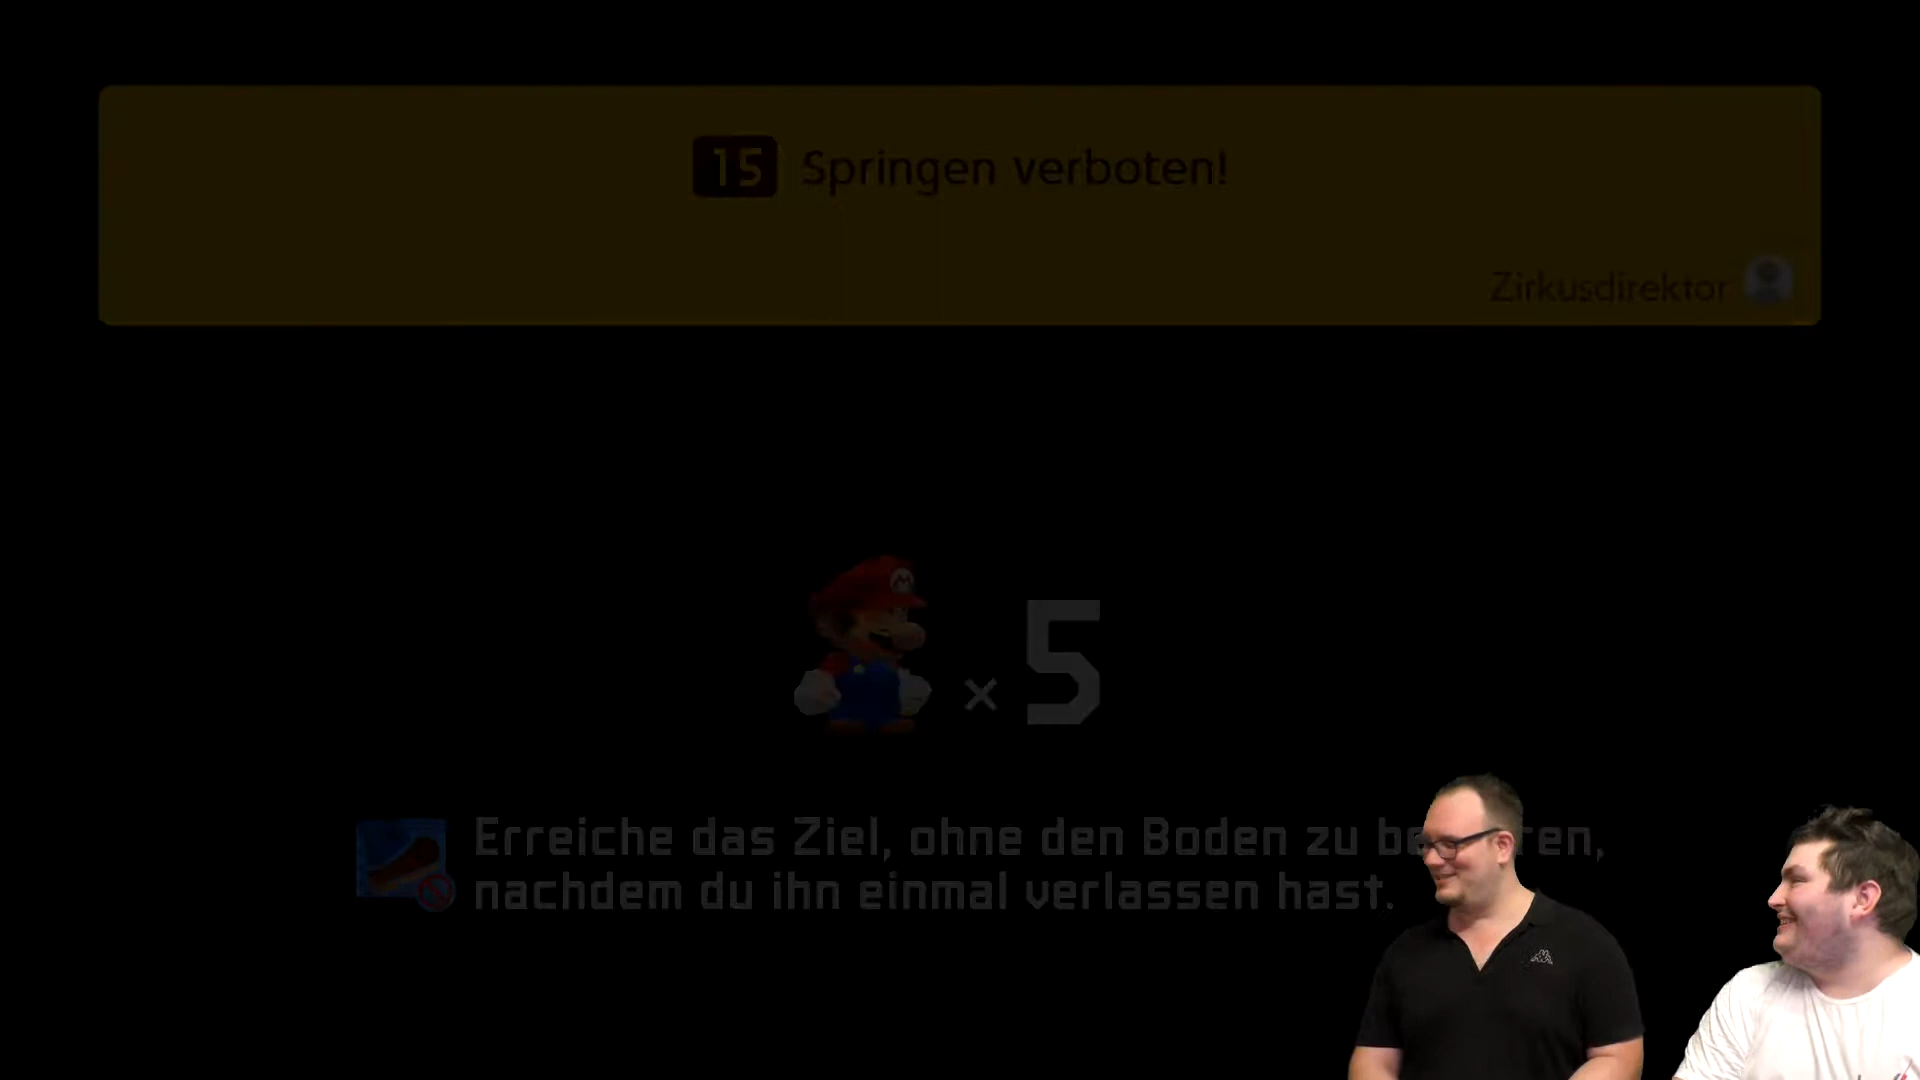 15 Springen verboten!
Zirkusdirektor
× 5
Erreiche das Ziel, ohne den Boden zu
nachdem du ihn einmal verlassen hast.